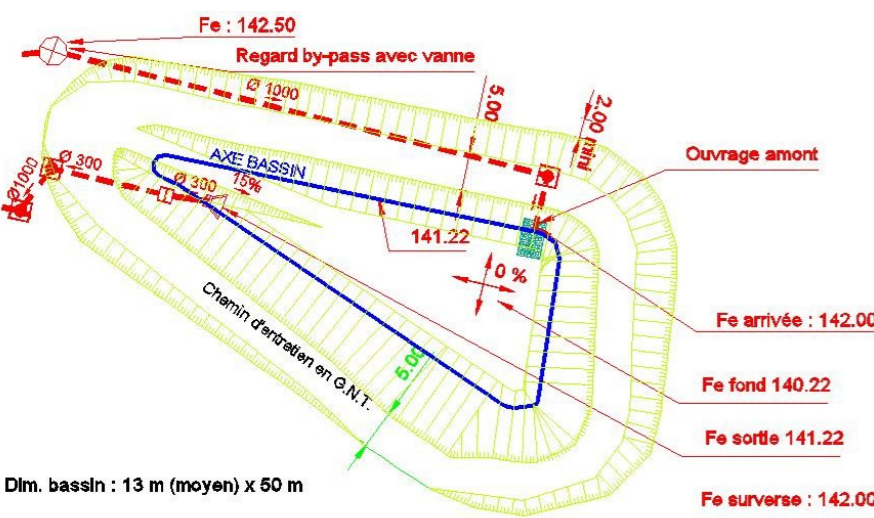 Fe : 142.50
Regard by-pass avec vanne
Ø 1000
5.00
2.00 mini
Ouvrage amont
AXE BASSIN
Ø 300
Ø1000
Ø 300
15%
141.22
0 %
Chemin d'entretien en G.N.T.
5.00
Fe arrivée : 142.00
Fe fond 140.22
Fe sortie 141.22
Dim. bassin : 13 m (moyen) x 50 m
Fe surverse : 142.00